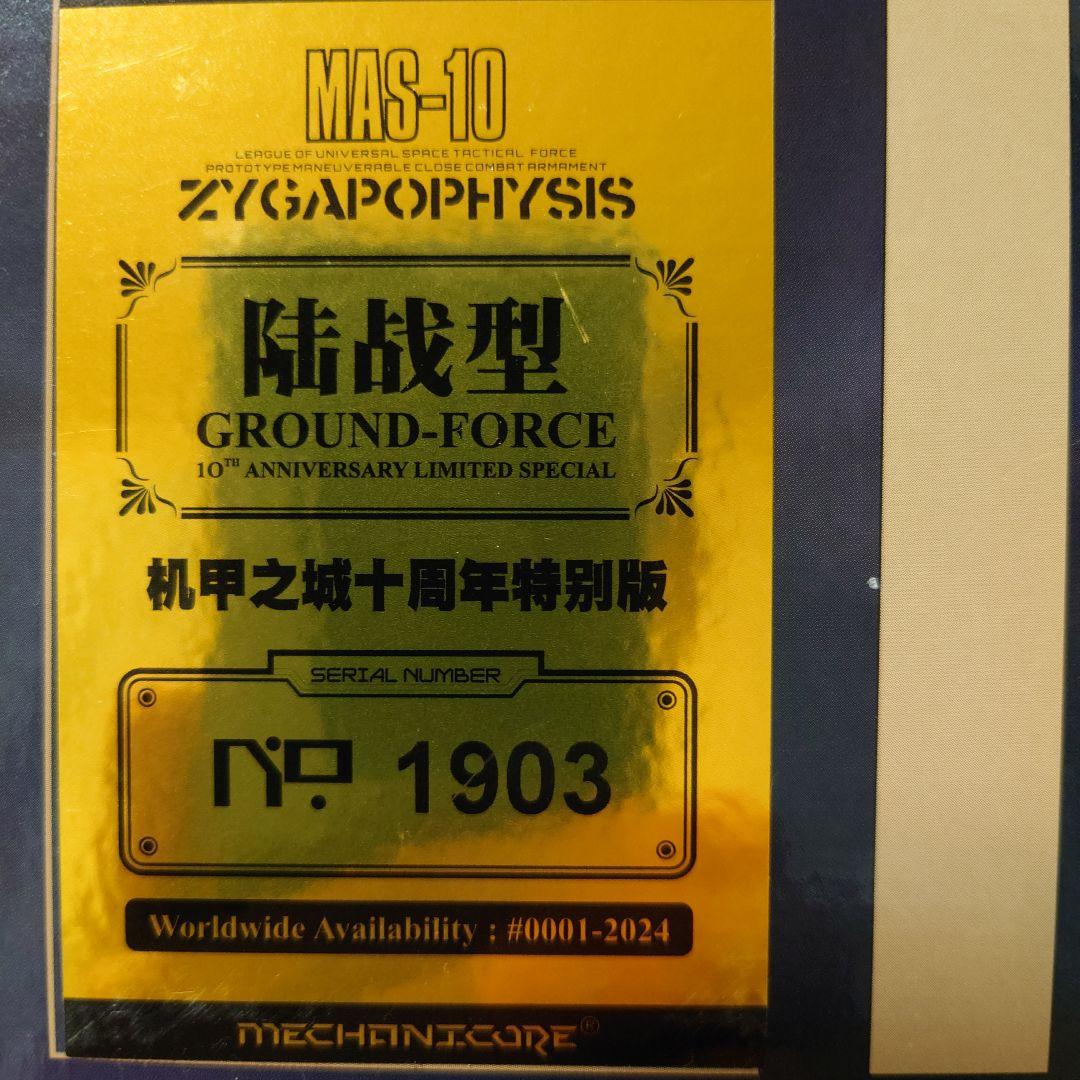 MAS-10
LEAGUE OF UNIVERSAL SPACE TACTICAL FORCE
PROTOTYPE MANEUVERABLE CLOSE COMBAT ARMAMENT
ZYGAPOPHYSIS
陆战型
GROUND-FORCE
10TH ANNIVERSARY LIMITED SPECIAL
机甲之城十周年特别版
SERIAL NUMBER
No. 1903
Worldwide Availability : #0001-2024
MECHANICORE®